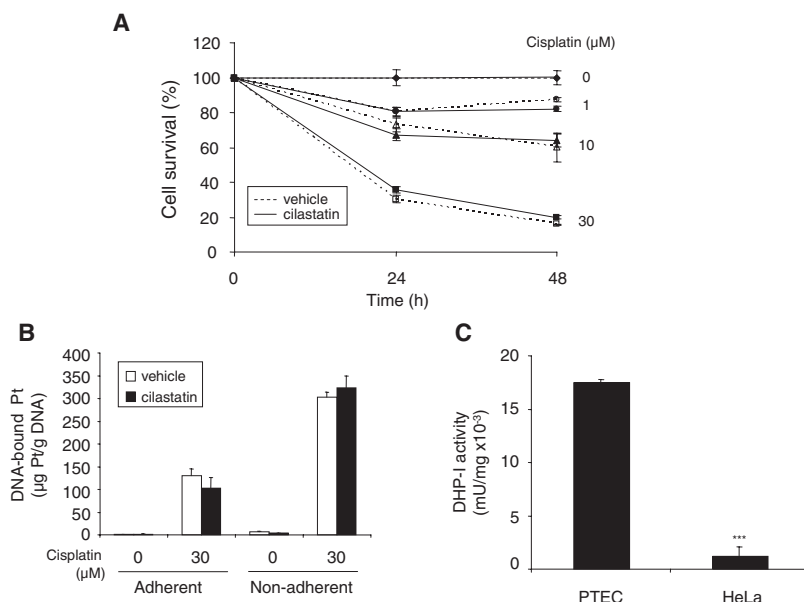 A
Cisplatin (µM)
120
100
80
60
40
20
0
Cell survival (%)
0
1
10
30
vehicle
cilastatin
0 24 48
Time (h)
B
400
350
300
250
200
150
100
50
0
DNA-bound Pt
(µg Pt/g DNA)
vehicle
cilastatin
Cisplatin
(µM)
0 30 0 30
Adherent Non-adherent
C
20
15
10
5
0
DHP-I activity
(mU/mg x10-3)
***
PTEC HeLa